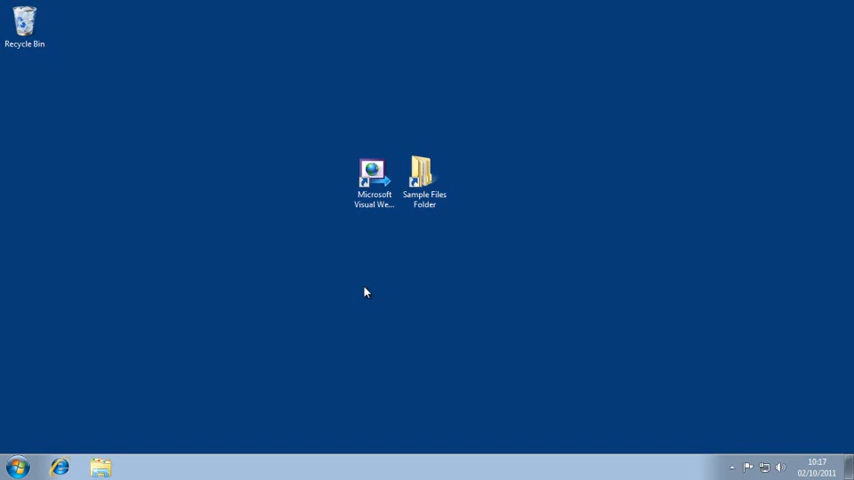 Recycle Bin
Microsoft
Visual We...
Sample Files
Folder
10:17
02/10/2011